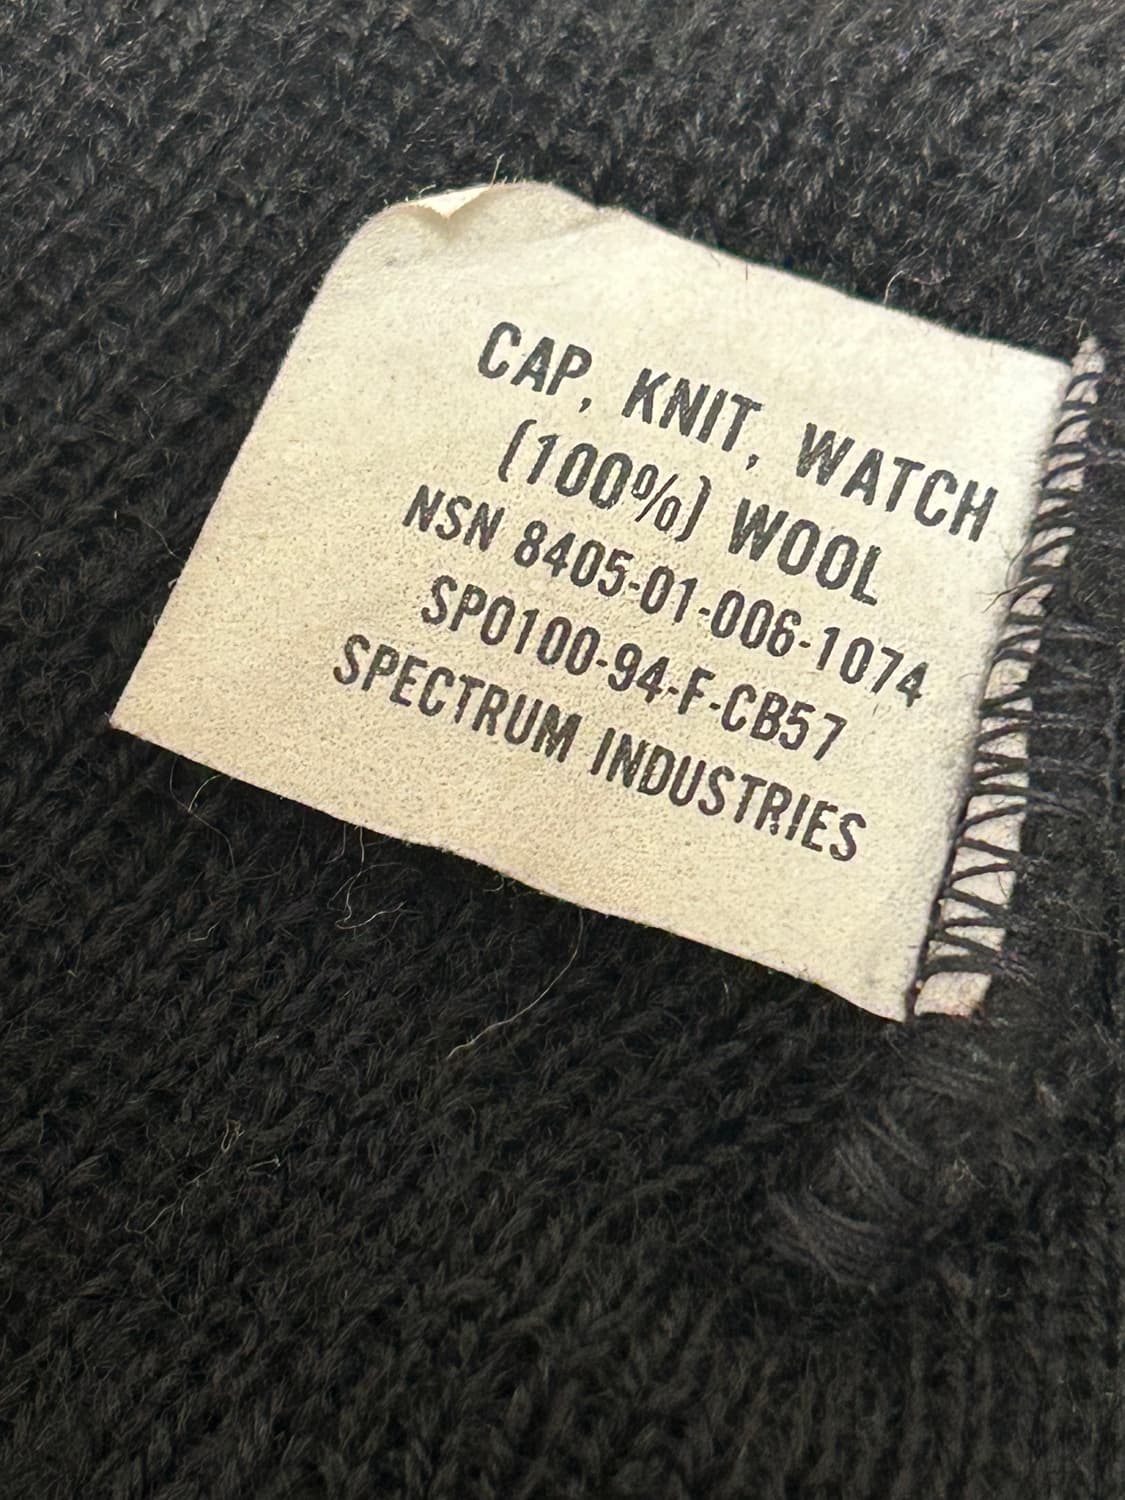 CAP, KNIT, WATCH
(100%) WOOL
NSN 8405-01-006-1074
SP0100-94-F-CB57
SPECTRUM INDUSTRIES